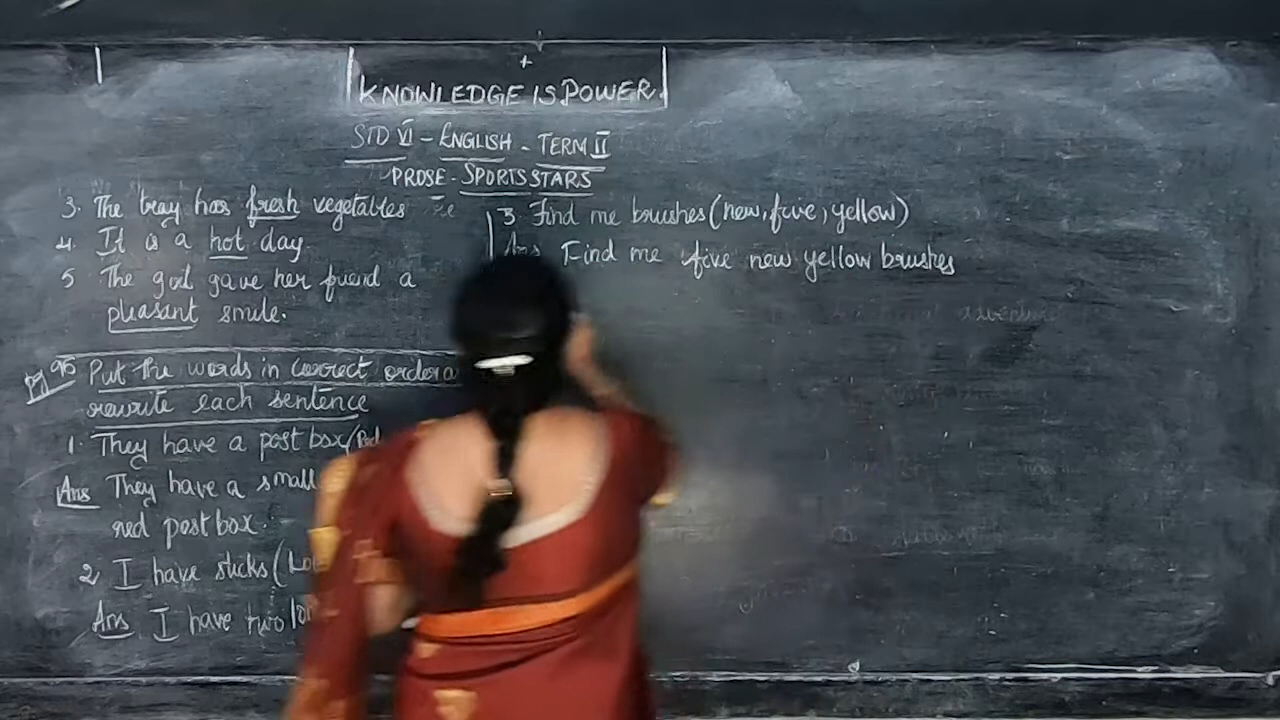 KNOWLEDGE IS POWER.
STD VI - ENGLISH - TERM II
PROSE - SPORTS STARS
3. The tray has fresh vegetables
4. It is a hot day.
5 The girl gave her friend a
pleasant smile.
Pg 95 Put the words in correct order
rewrite each sentence
1. They have a post box
Ans They have a small
red post box.
2 I have sticks
Ans I have two
3. Find me brushes (new, five, yellow)
Ans Find me five new yellow brushes